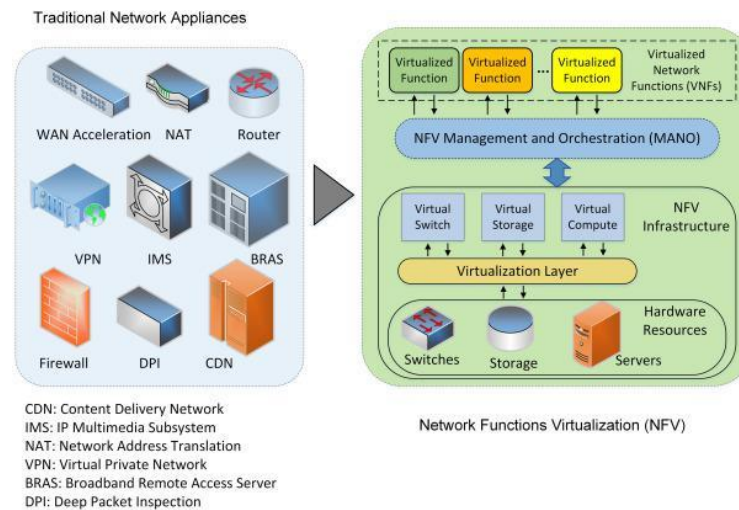 Traditional Network Appliances
WAN Acceleration
NAT
Router
VPN
IMS
BRAS
Firewall
DPI
CDN
CDN: Content Delivery Network
IMS: IP Multimedia Subsystem
NAT: Network Address Translation
VPN: Virtual Private Network
BRAS: Broadband Remote Access Server
DPI: Deep Packet Inspection
Virtualized
Function
Virtualized
Function
...
Virtualized
Function
Virtualized
Network
Functions (VNFs)
NFV Management and Orchestration (MANO)
Virtual
Switch
Virtual
Storage
Virtual
Compute
NFV
Infrastructure
Virtualization Layer
Hardware
Resources
Switches
Storage
Servers
Network Functions Virtualization (NFV)